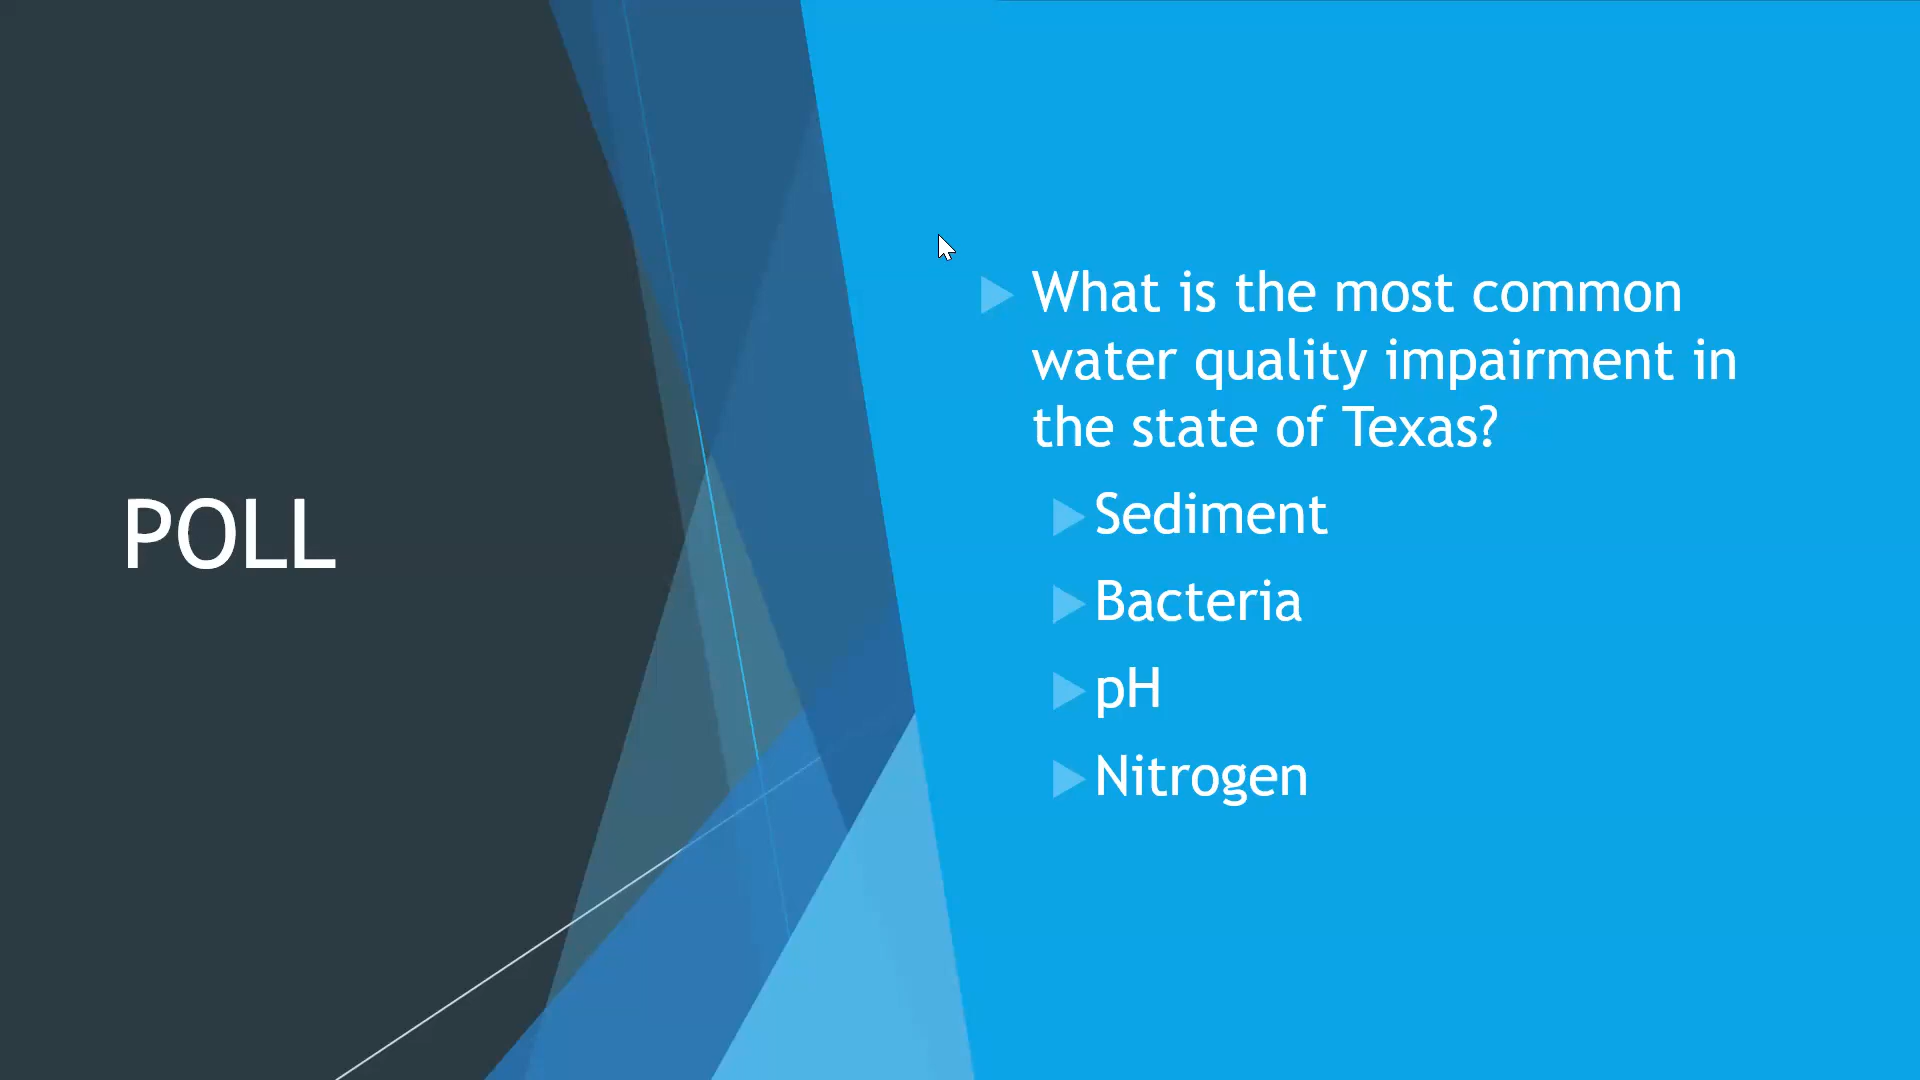 POLL
What is the most common
water quality impairment in
the state of Texas?
Sediment
Bacteria
pH
Nitrogen